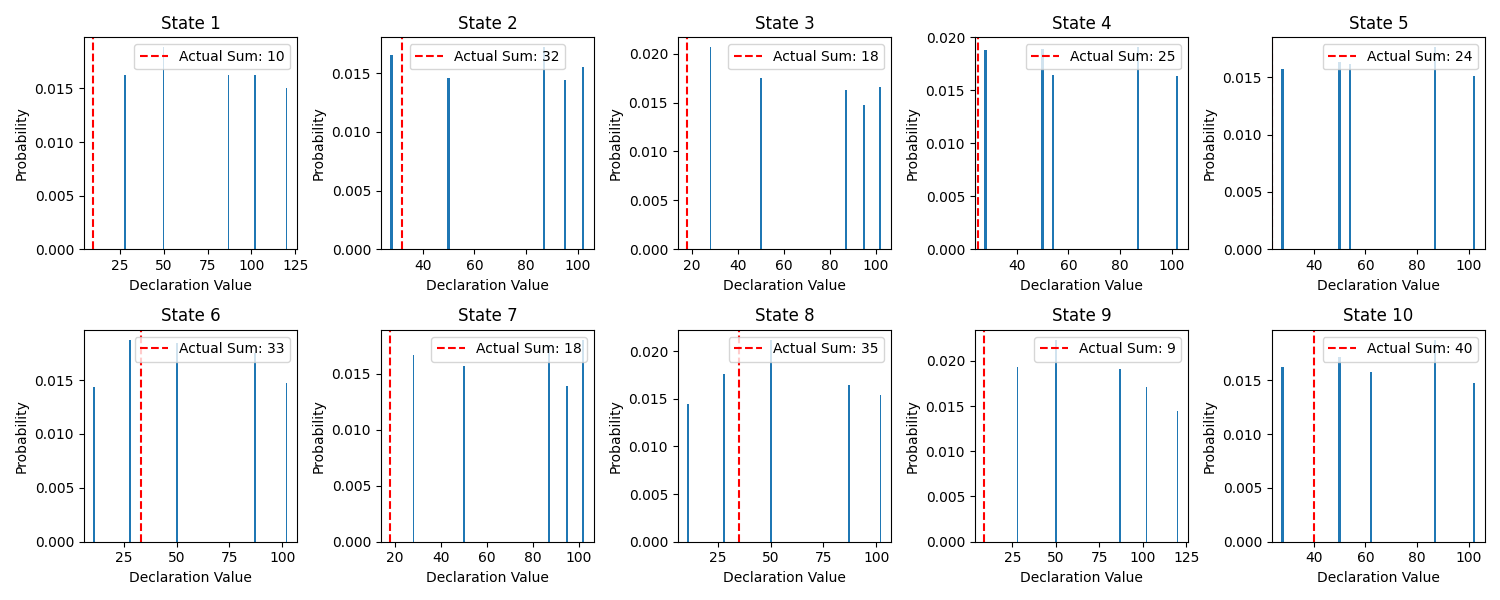 State 1
Actual Sum: 10
Probability
0.015
0.010
0.005
0.000
25 50 75 100 125
Declaration Value
State 2
Actual Sum: 32
Probability
0.015
0.010
0.005
0.000
40 60 80 100
Declaration Value
State 3
Actual Sum: 18
Probability
0.020
0.015
0.010
0.005
0.000
20 40 60 80 100
Declaration Value
State 4
Actual Sum: 25
Probability
0.020
0.015
0.010
0.005
0.000
40 60 80 100
Declaration Value
State 5
Actual Sum: 24
Probability
0.015
0.010
0.005
0.000
40 60 80 100
Declaration Value
State 6
Actual Sum: 33
Probability
0.015
0.010
0.005
0.000
25 50 75 100
Declaration Value
State 7
Actual Sum: 18
Probability
0.015
0.010
0.005
0.000
20 40 60 80 100
Declaration Value
State 8
Actual Sum: 35
Probability
0.020
0.015
0.010
0.005
0.000
25 50 75 100
Declaration Value
State 9
Actual Sum: 9
Probability
0.020
0.015
0.010
0.005
0.000
25 50 75 100 125
Declaration Value
State 10
Actual Sum: 40
Probability
0.015
0.010
0.005
0.000
40 60 80 100
Declaration Value